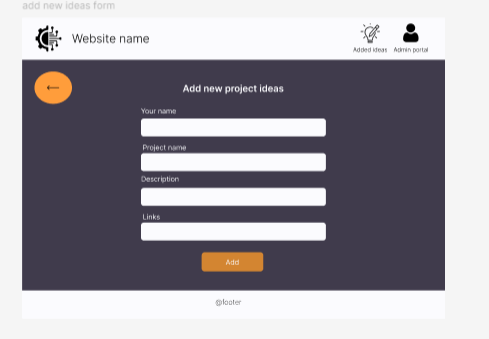 add new ideas form
Website name
Added ideas
Admin portal
Add new project ideas
Your name
Project name
Description
Links
Add
@footer